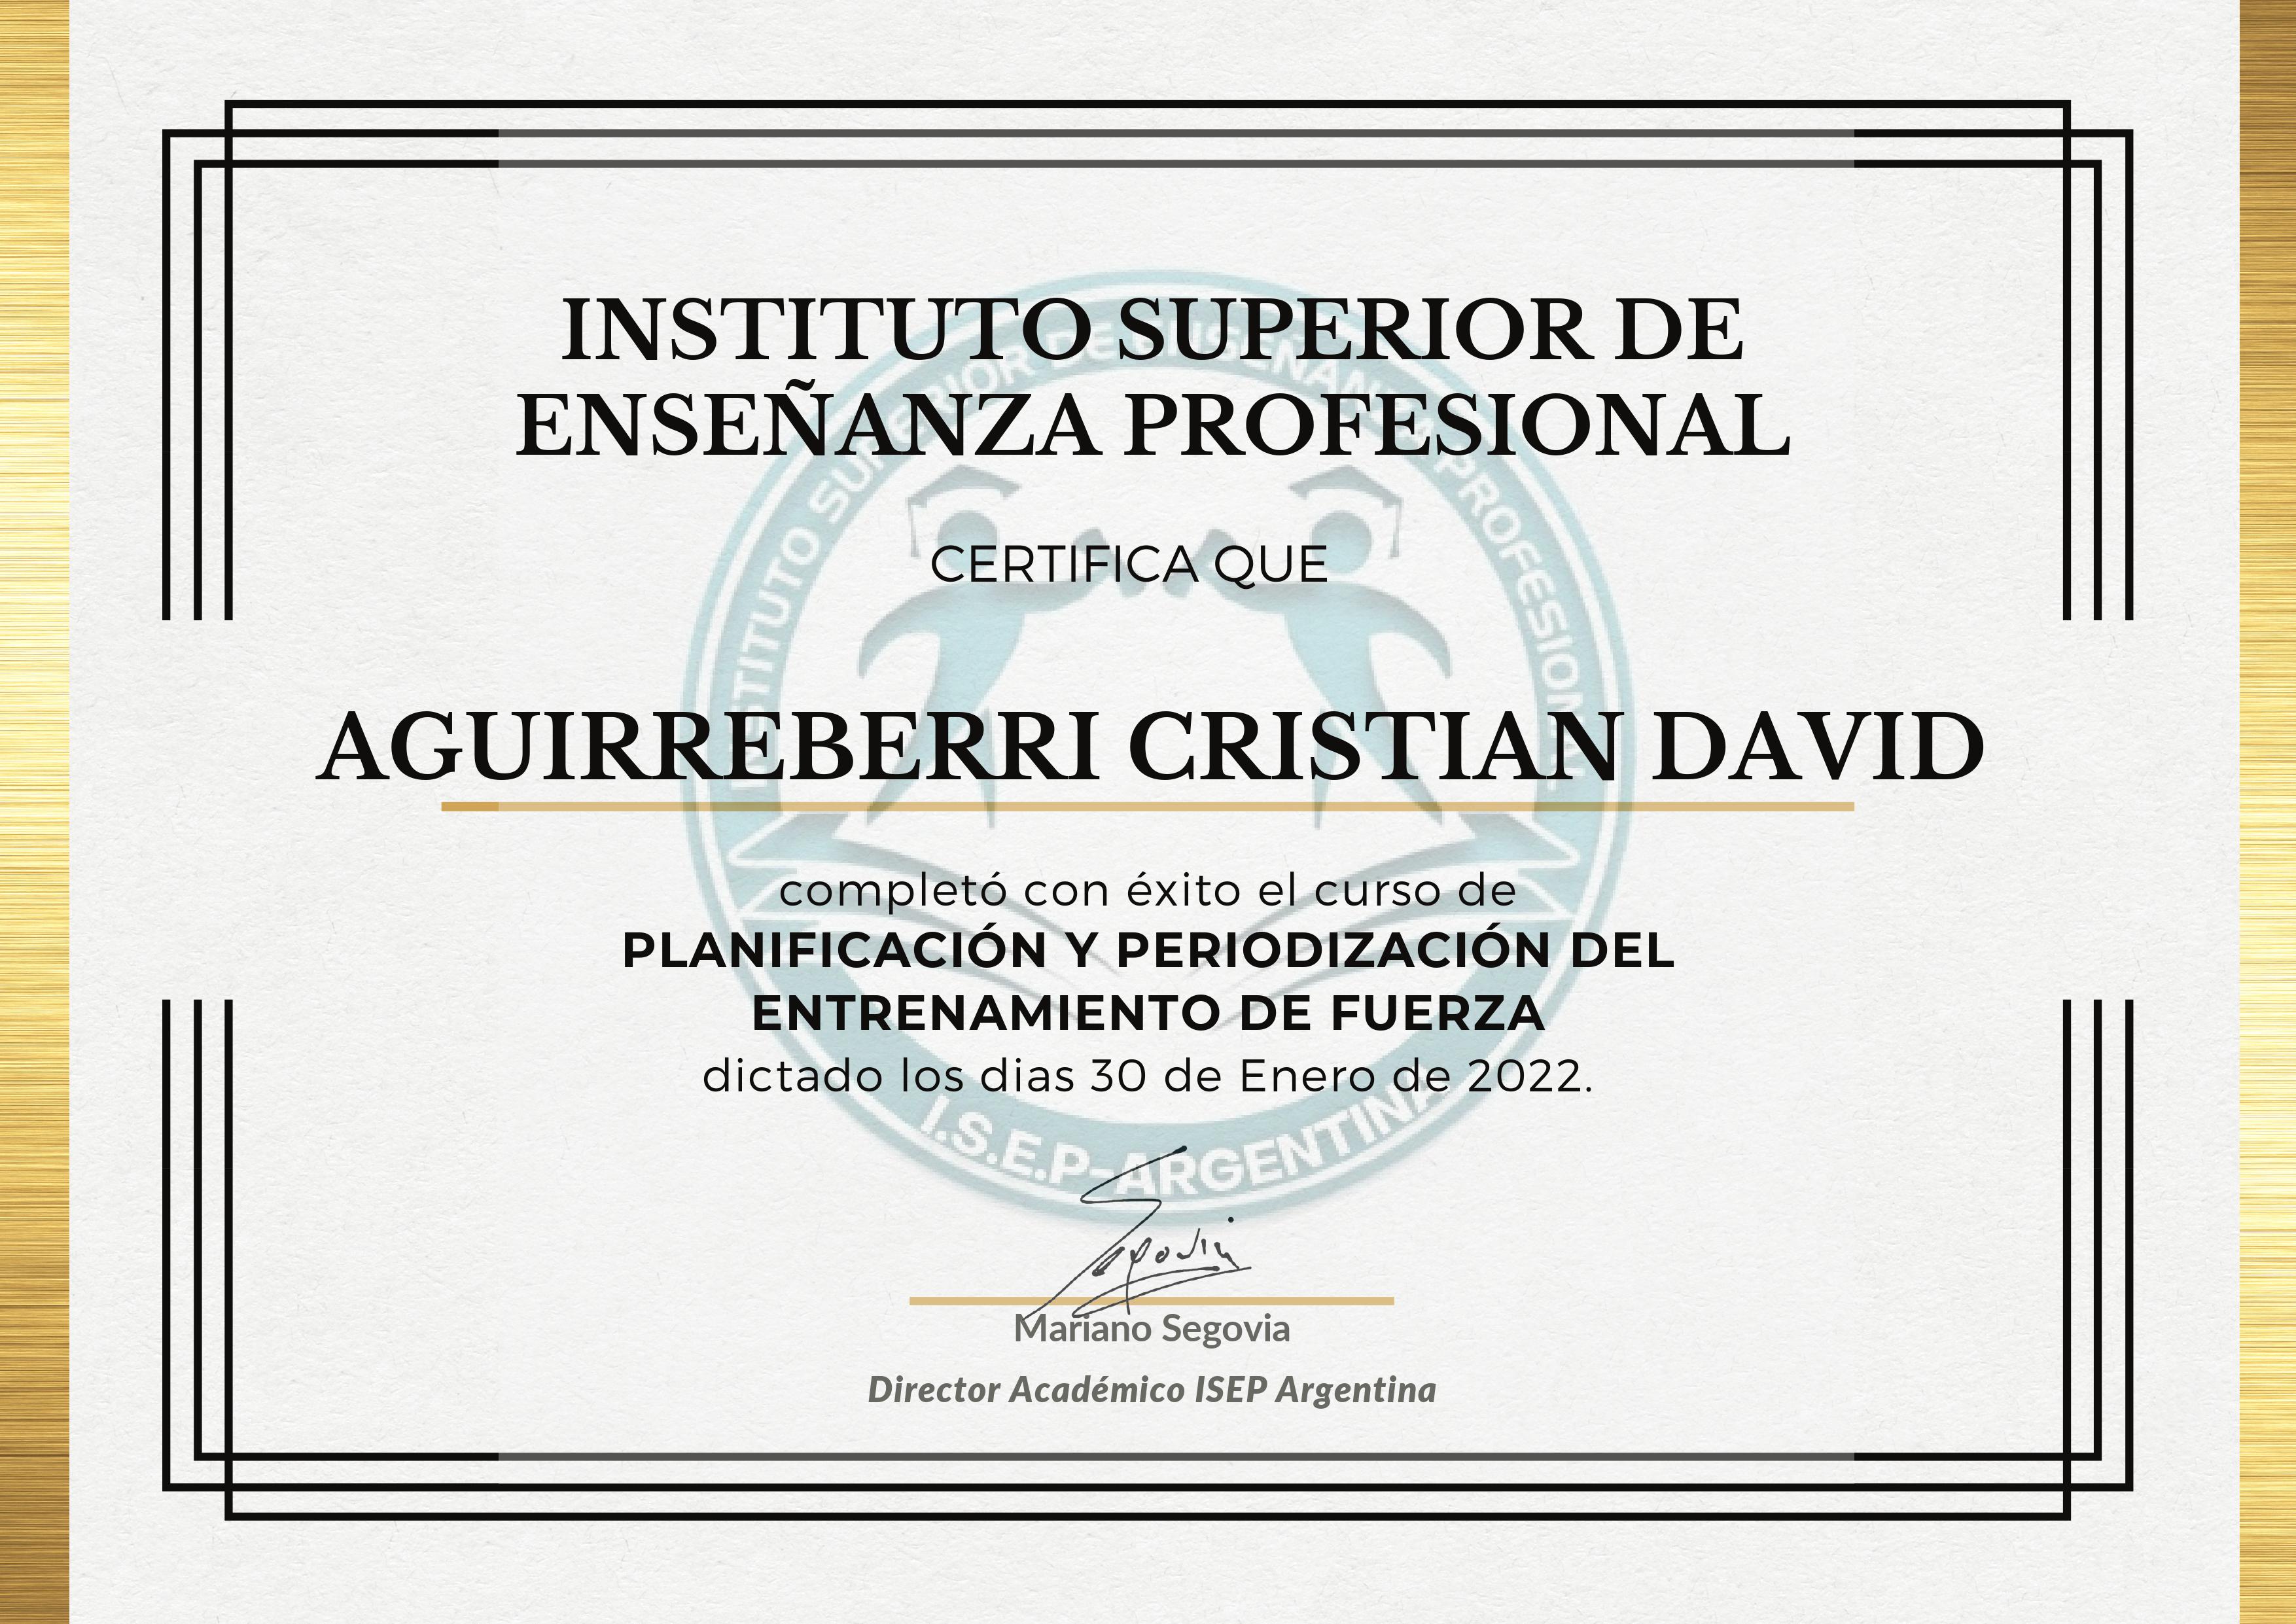 INSTITUTO SUPERIOR DE
ENSEÑANZA PROFESIONAL
CERTIFICA QUE
AGUIRREBERRI CRISTIAN DAVID
completó con éxito el curso de
PLANIFICACIÓN Y PERIODIZACIÓN DEL
ENTRENAMIENTO DE FUERZA
dictado los dias 30 de Enero de 2022.
INSTITUTO SUPERIOR DE ENSEÑANZA PROFESIONAL
I.S.E.P-ARGENTINA
Segovia
Mariano Segovia
Director Académico ISEP Argentina